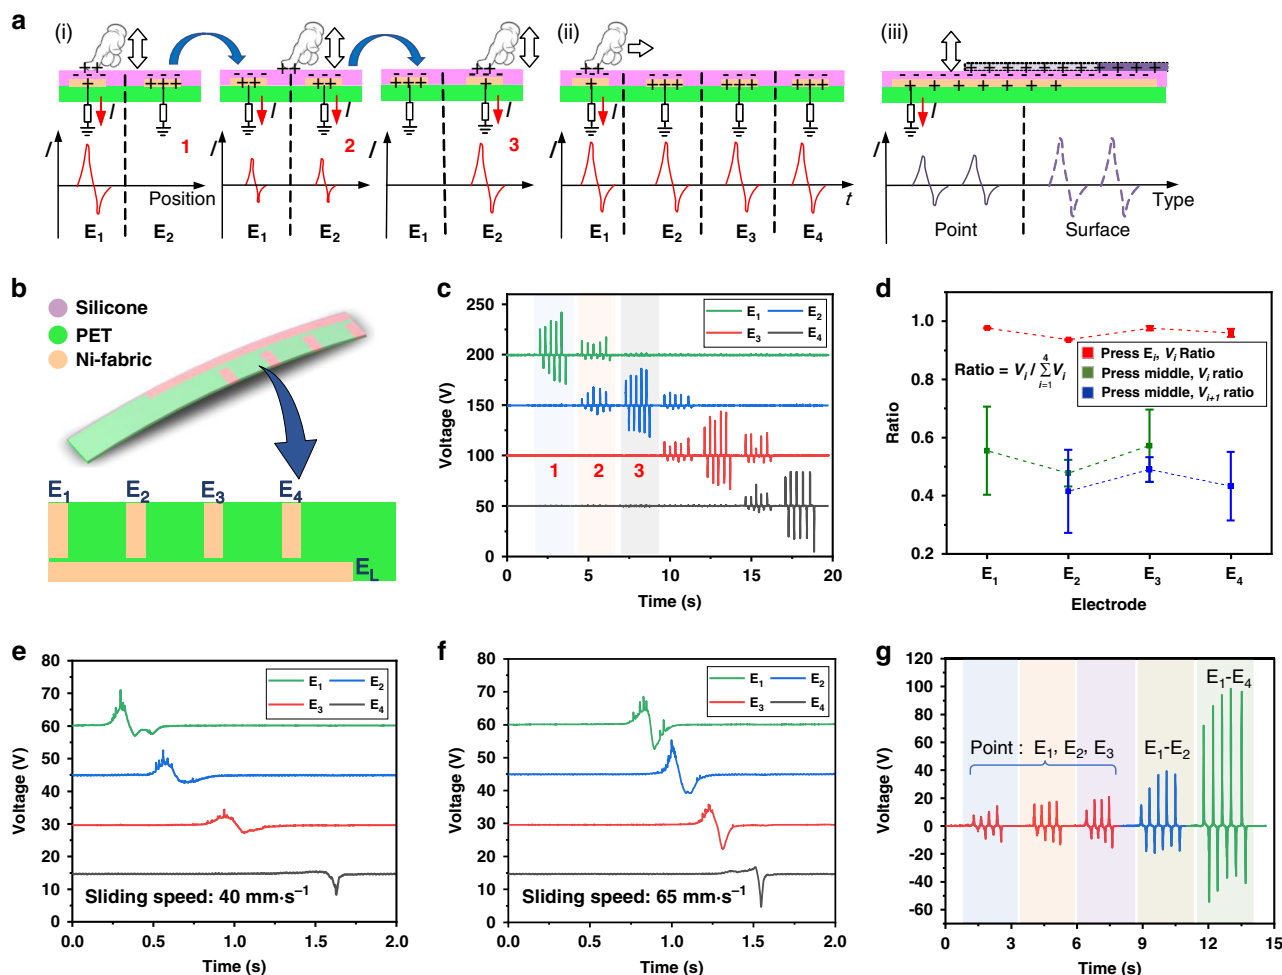 a
(i)
(ii)
(iii)
I
I
I
I
I
1
2
3
I
I
I
I
I
Position
t
Type
E1
E2
E1
E2
E1
E2
E1
E2
E3
E4
Point
Surface
b
Silicone
PET
Ni-fabric
E1
E2
E3
E4
EL
c
250
200
150
100
50
0
Voltage (V)
E1
E2
E3
E4
1
2
3
0
5
10
15
20
Time (s)
d
1.0
0.8
0.6
0.4
0.2
Ratio
Ratio = Vi / 4∑i=1 Vi
Press Ei, Vi Ratio
Press middle, Vi ratio
Press middle, Vi+1 ratio
E1
E2
E3
E4
Electrode
e
80
70
60
50
40
30
20
10
0
Voltage (V)
E1
E2
E3
E4
Sliding speed: 40 mm·s−1
0.0
0.5
1.0
1.5
2.0
Time (s)
f
80
70
60
50
40
30
20
10
0
Voltage (V)
E1
E2
E3
E4
Sliding speed: 65 mm·s−1
0.0
0.5
1.0
1.5
2.0
Time (s)
g
120
100
80
60
40
20
0
-20
-40
-60
Voltage (V)
Point : E1, E2, E3
E1-E2
E1-E4
0
3
6
9
12
15
Time (s)